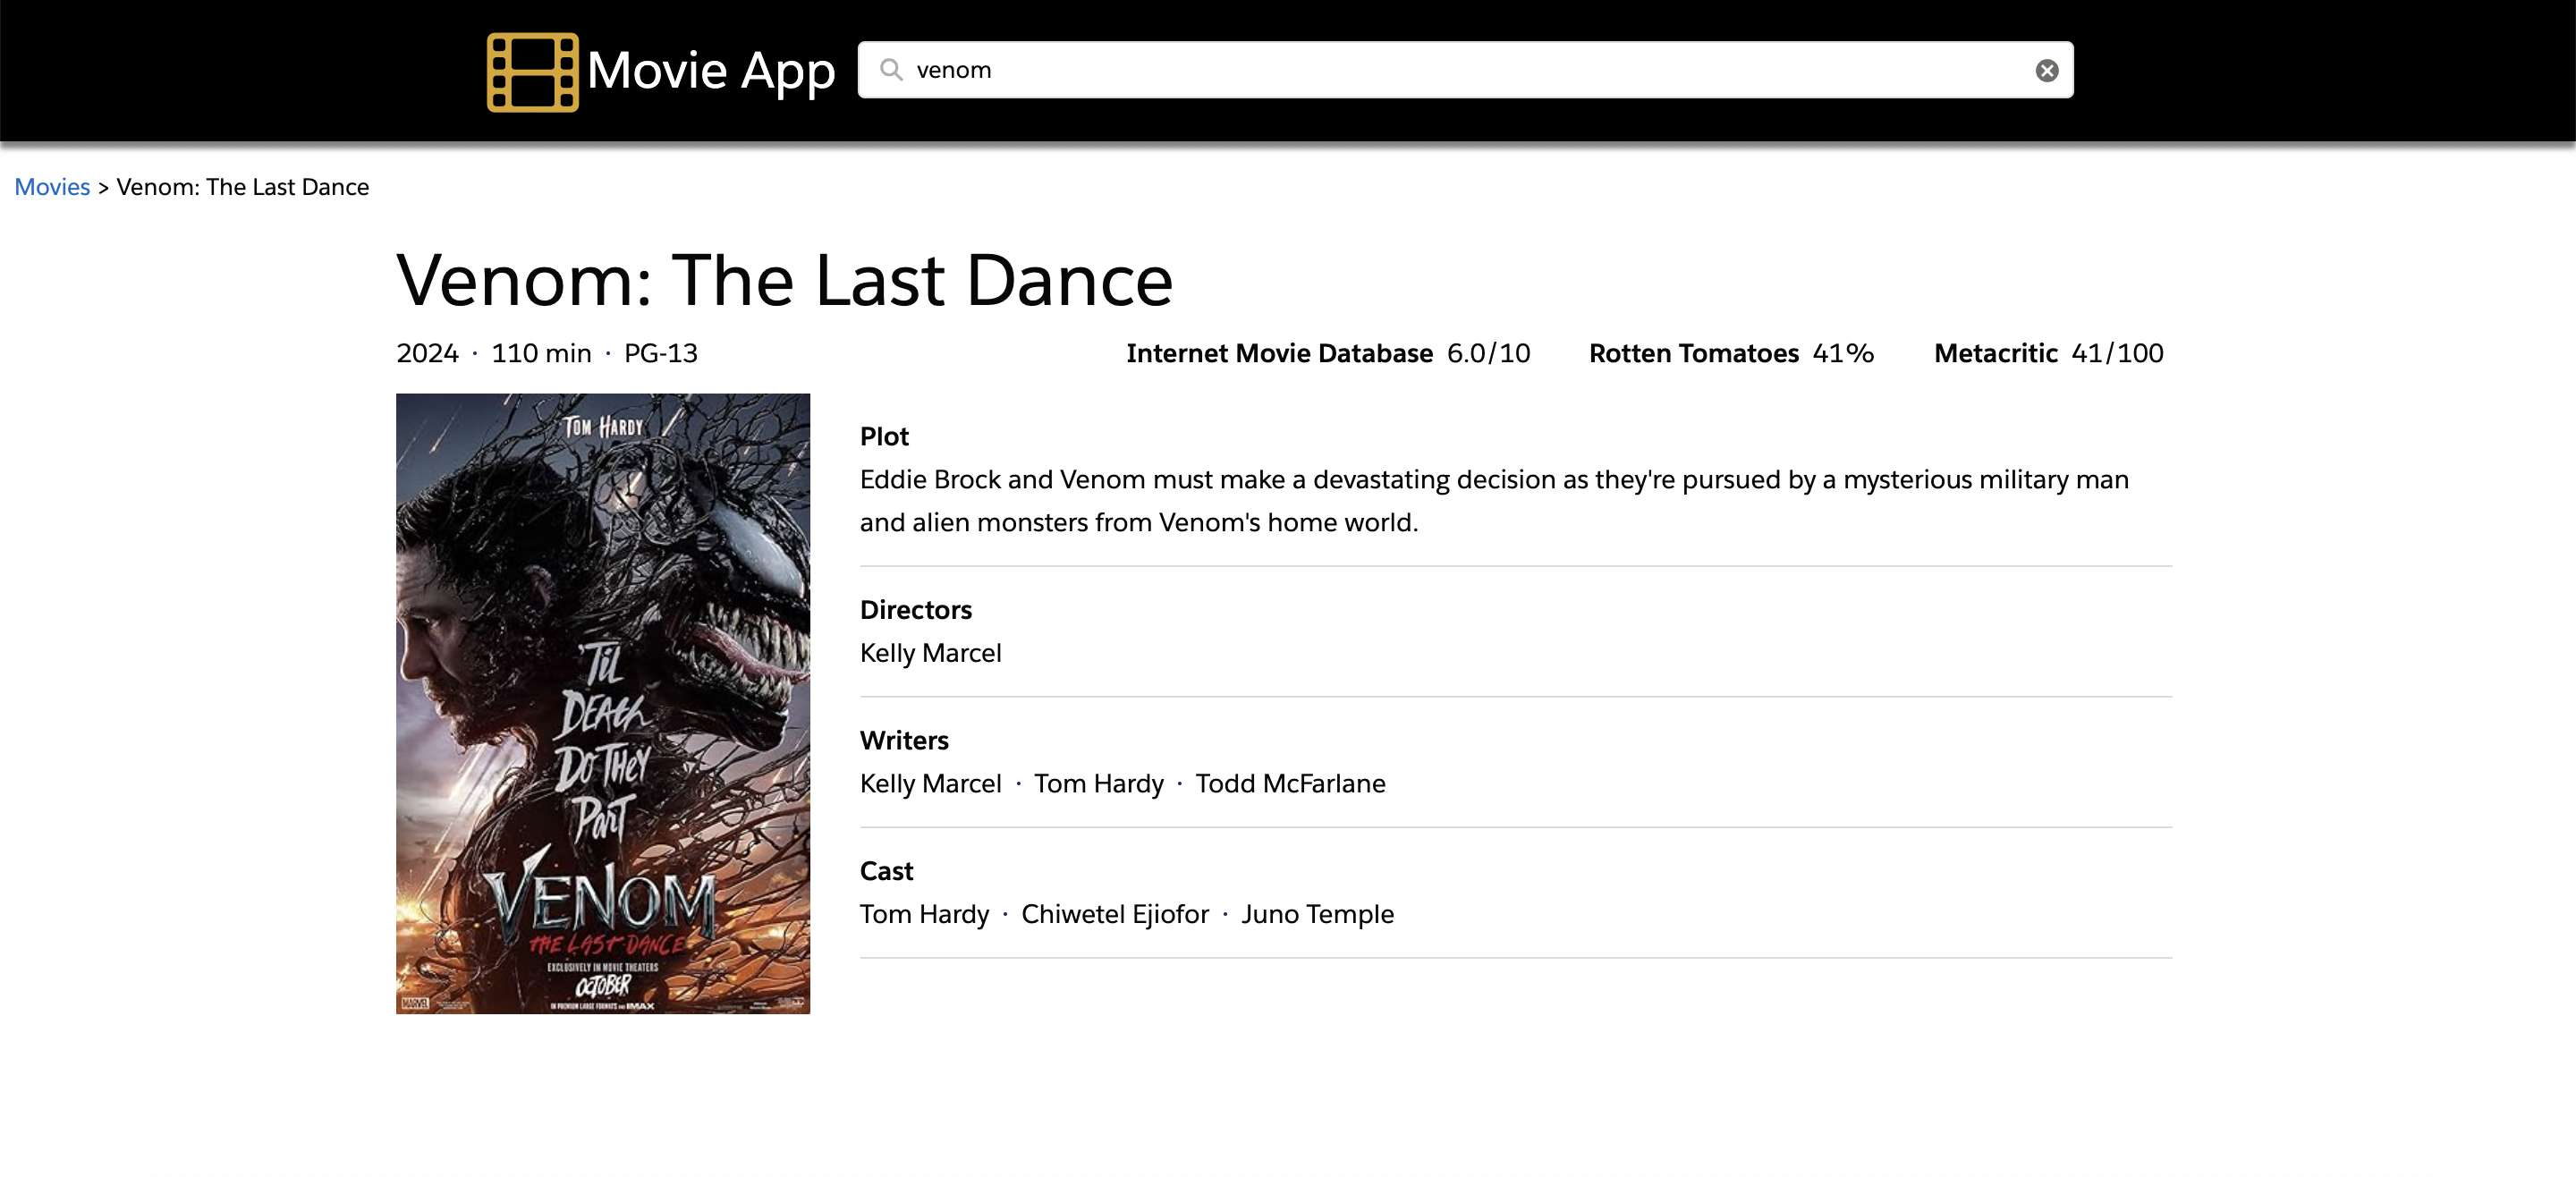 Movie App
venom
Movies > Venom: The Last Dance
Venom: The Last Dance
2024 · 110 min · PG-13
Internet Movie Database 6.0/10 Rotten Tomatoes 41% Metacritic 41/100
TOM HARDY
'TIL
DEATH
DO THEY
PART
VENOM
THE LAST DANCE
EXCLUSIVELY IN MOVIE THEATERS
OCTOBER
IN PREMIUM LARGE FORMATS AND IMAX
MARVEL
Plot
Eddie Brock and Venom must make a devastating decision as they're pursued by a mysterious military man
and alien monsters from Venom's home world.
Directors
Kelly Marcel
Writers
Kelly Marcel · Tom Hardy · Todd McFarlane
Cast
Tom Hardy · Chiwetel Ejiofor · Juno Temple